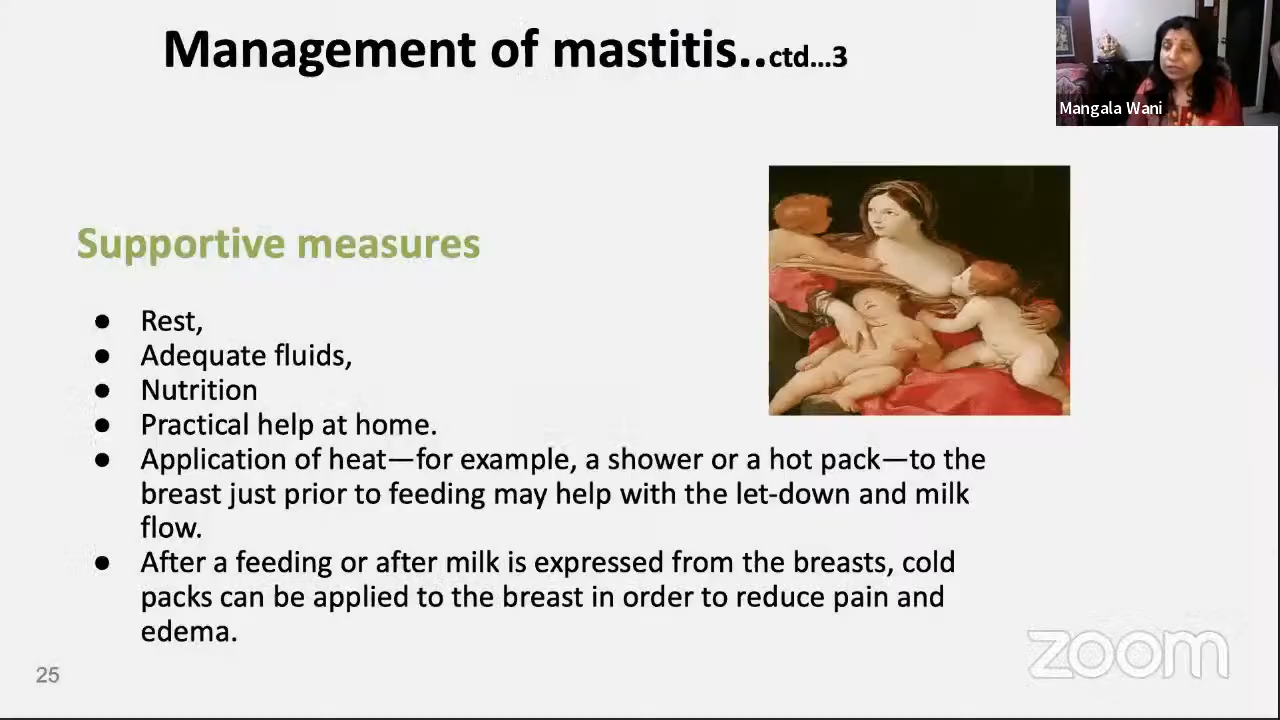 Management of mastitis..ctd...3
Mangala Wani
Supportive measures
● Rest,
● Adequate fluids,
● Nutrition
● Practical help at home.
● Application of heat—for example, a shower or a hot pack—to the
breast just prior to feeding may help with the let-down and milk
flow.
● After a feeding or after milk is expressed from the breasts, cold
packs can be applied to the breast in order to reduce pain and
edema.
zoom
25